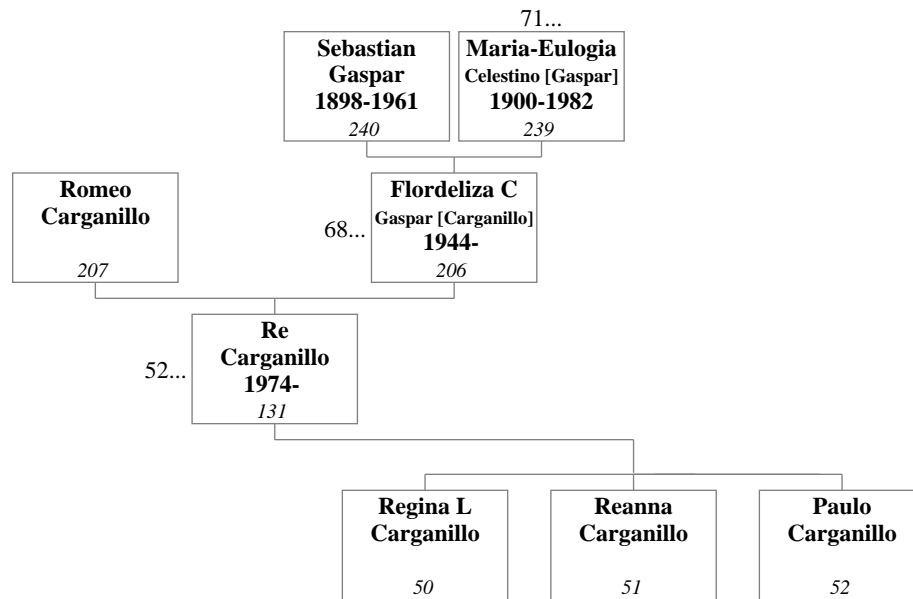 71...
Sebastian
Gaspar
1898-1961
240
Maria-Eulogia
Celestino [Gaspar]
1900-1982
239
Romeo
Carganillo
207
68...
Flordeliza C
Gaspar [Carganillo]
1944-
206
52...
Re
Carganillo
1974-
131
Regina L
Carganillo
50
Reanna
Carganillo
51
Paulo
Carganillo
52